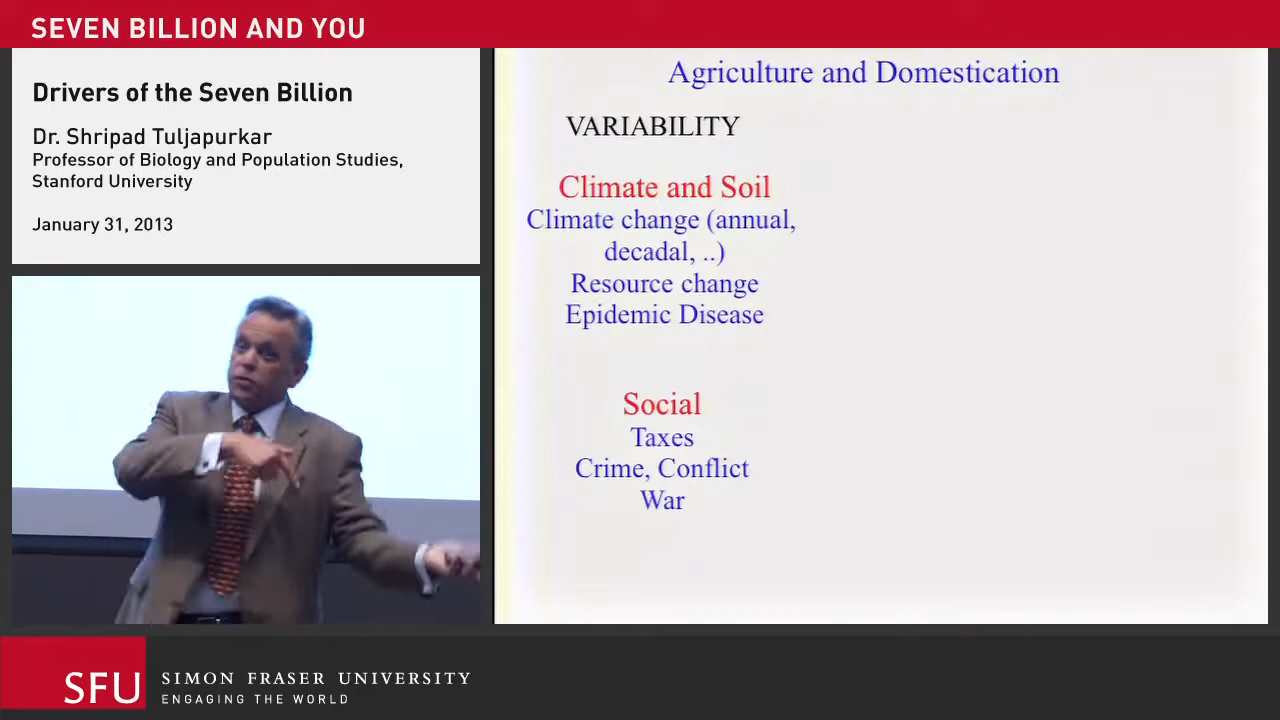 SEVEN BILLION AND YOU
Drivers of the Seven Billion
Dr. Shripad Tuljapurkar
Professor of Biology and Population Studies,
Stanford University
January 31, 2013
Agriculture and Domestication
VARIABILITY
Climate and Soil
Climate change (annual,
decadal, ..)
Resource change
Epidemic Disease
Social
Taxes
Crime, Conflict
War
SFU
SIMON FRASER UNIVERSITY
ENGAGING THE WORLD